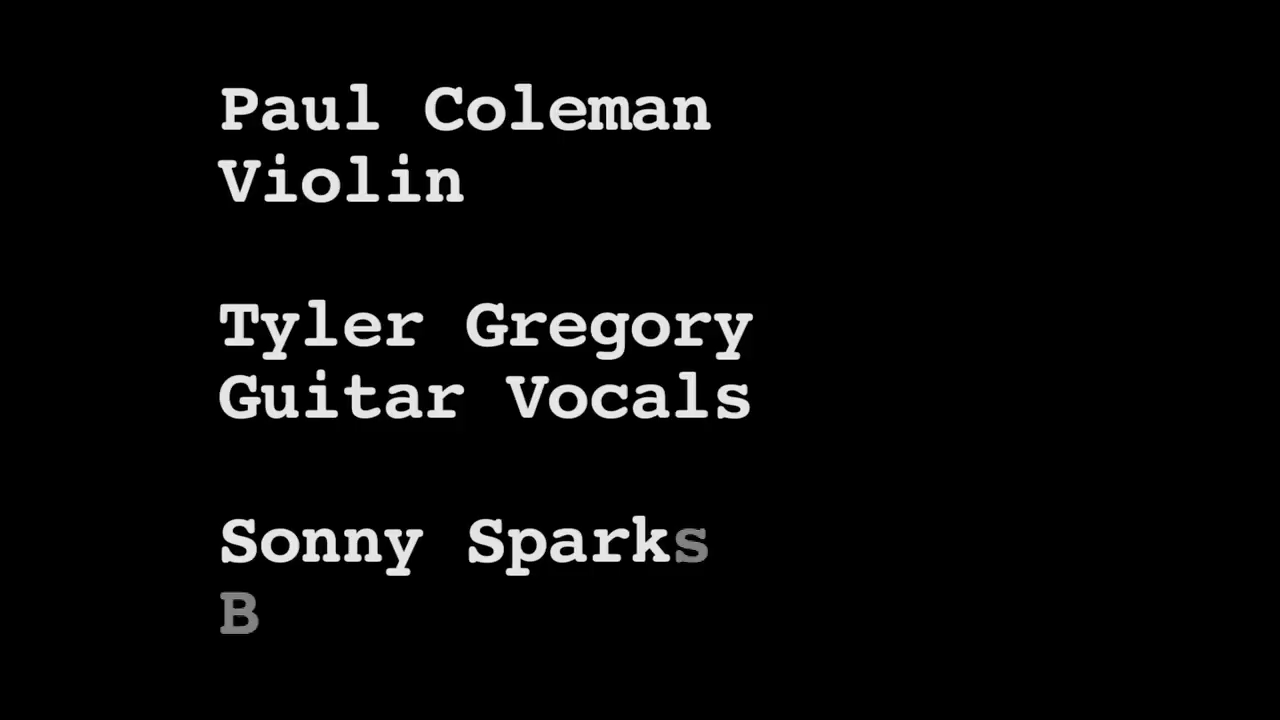 Paul Coleman
Violin
Tyler Gregory
Guitar Vocals
Sonny Sparks
B